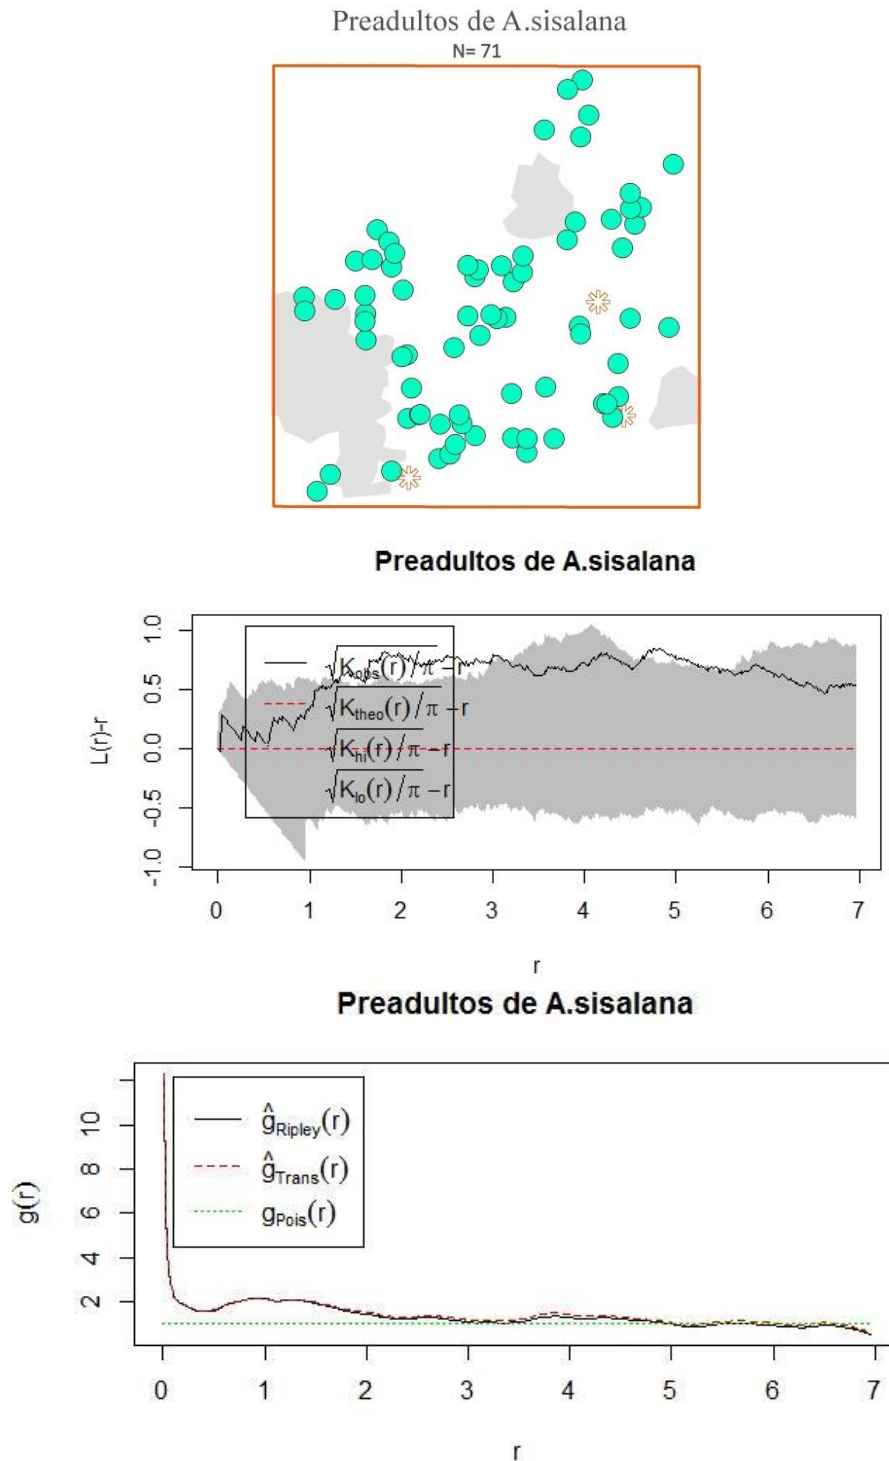 Preadultos de A.sisalana
N= 71
Preadultos de A.sisalana
L(r)-r
1.0
0.5
0.0
-0.5
-1.0
√K_obs(r)/π-r
√K_theo(r)/π-r
√K_hi(r)/π-r
√K_lo(r)/π-r
0 1 2 3 4 5 6 7
r
Preadultos de A.sisalana
g(r)
10
8
6
4
2
ĝ_Ripley(r)
ĝ_Trans(r)
g_Pois(r)
0 1 2 3 4 5 6 7
r